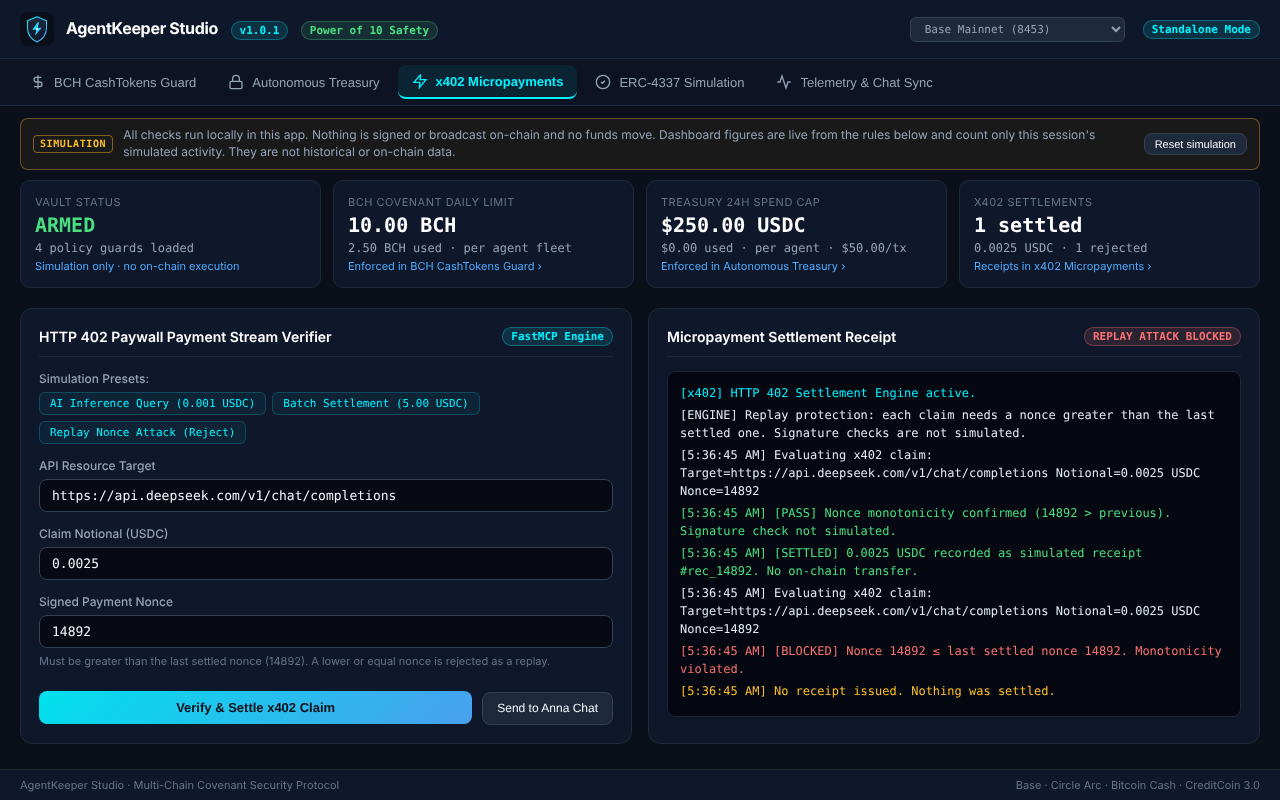 AgentKeeper Studio
v1.0.1
Power of 10 Safety
Base Mainnet (8453)
Standalone Mode
BCH CashTokens Guard
Autonomous Treasury
x402 Micropayments
ERC-4337 Simulation
Telemetry & Chat Sync
SIMULATION
All checks run locally in this app. Nothing is signed or broadcast on-chain and no funds move. Dashboard figures are live from the rules below and count only this session's
simulated activity. They are not historical or on-chain data.
Reset simulation
VAULT STATUS
ARMED
4 policy guards loaded
Simulation only · no on-chain execution
BCH COVENANT DAILY LIMIT
10.00 BCH
2.50 BCH used · per agent fleet
Enforced in BCH CashTokens Guard ›
TREASURY 24H SPEND CAP
$250.00 USDC
$0.00 used · per agent · $50.00/tx
Enforced in Autonomous Treasury ›
X402 SETTLEMENTS
1 settled
0.0025 USDC · 1 rejected
Receipts in x402 Micropayments ›
HTTP 402 Paywall Payment Stream Verifier
FastMCP Engine
Simulation Presets:
AI Inference Query (0.001 USDC)
Batch Settlement (5.00 USDC)
Replay Nonce Attack (Reject)
API Resource Target
https://api.deepseek.com/v1/chat/completions
Claim Notional (USDC)
0.0025
Signed Payment Nonce
14892
Must be greater than the last settled nonce (14892). A lower or equal nonce is rejected as a replay.
Verify & Settle x402 Claim
Send to Anna Chat
Micropayment Settlement Receipt
REPLAY ATTACK BLOCKED
[x402] HTTP 402 Settlement Engine active.
[ENGINE] Replay protection: each claim needs a nonce greater than the last
settled one. Signature checks are not simulated.
[5:36:45 AM] Evaluating x402 claim:
Target=https://api.deepseek.com/v1/chat/completions Notional=0.0025 USDC
Nonce=14892
[5:36:45 AM] [PASS] Nonce monotonicity confirmed (14892 > previous).
Signature check not simulated.
[5:36:45 AM] [SETTLED] 0.0025 USDC recorded as simulated receipt
#rec_14892. No on-chain transfer.
[5:36:45 AM] Evaluating x402 claim:
Target=https://api.deepseek.com/v1/chat/completions Notional=0.0025 USDC
Nonce=14892
[5:36:45 AM] [BLOCKED] Nonce 14892 ≤ last settled nonce 14892. Monotonicity
violated.
[5:36:45 AM] No receipt issued. Nothing was settled.
AgentKeeper Studio · Multi-Chain Covenant Security Protocol
Base · Circle Arc · Bitcoin Cash · CreditCoin 3.0